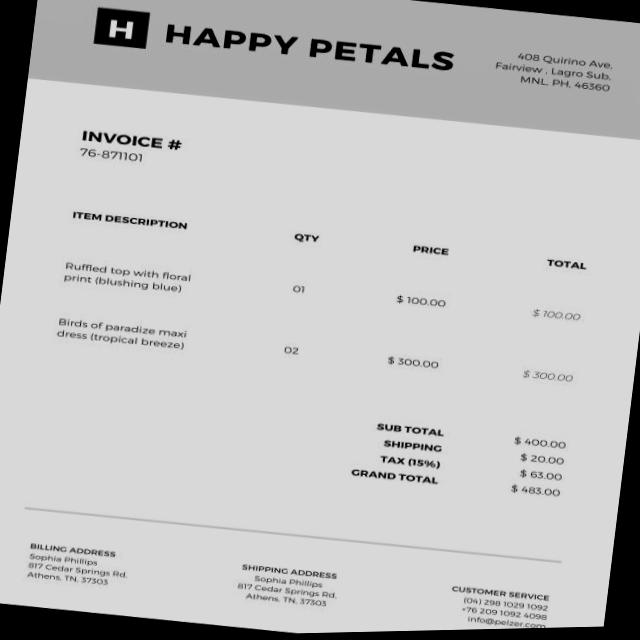 H HAPPY PETALS
408 Quirino Ave.
Fairview , Lagro Sub.
MNL, PH, 46360
INVOICE #
76-871101
ITEM DESCRIPTION QTY PRICE TOTAL
Ruffled top with floral
print (blushing blue) 01 $ 100.00 $ 100.00
Birds of paradize maxi
dress (tropical breeze) 02 $ 300.00 $ 300.00
SUB TOTAL $ 400.00
SHIPPING $ 20.00
TAX (15%) $ 63.00
GRAND TOTAL $ 483.00
BILLING ADDRESS
Sophia Phillips
817 Cedar Springs Rd.
Athens, TN, 37303
SHIPPING ADDRESS
Sophia Phillips
817 Cedar Springs Rd.
Athens, TN, 37303
CUSTOMER SERVICE
(04) 298 1029 1092
+76 209 1092 4098
info@pelzer.com